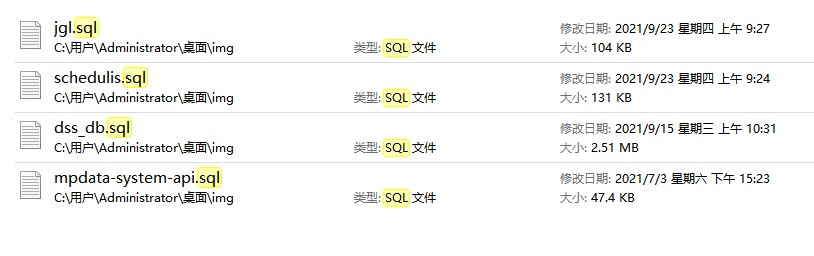 jgl.sql
修改日期: 2021/9/23 星期四 上午 9:27
C:\用户\Administrator\桌面\img
类型: SQL 文件
大小: 104 KB
schedulis.sql
修改日期: 2021/9/23 星期四 上午 9:24
C:\用户\Administrator\桌面\img
类型: SQL 文件
大小: 131 KB
dss_db.sql
修改日期: 2021/9/15 星期三 上午 10:31
C:\用户\Administrator\桌面\img
类型: SQL 文件
大小: 2.51 MB
mpdata-system-api.sql
修改日期: 2021/7/3 星期六 下午 15:23
C:\用户\Administrator\桌面\img
类型: SQL 文件
大小: 47.4 KB